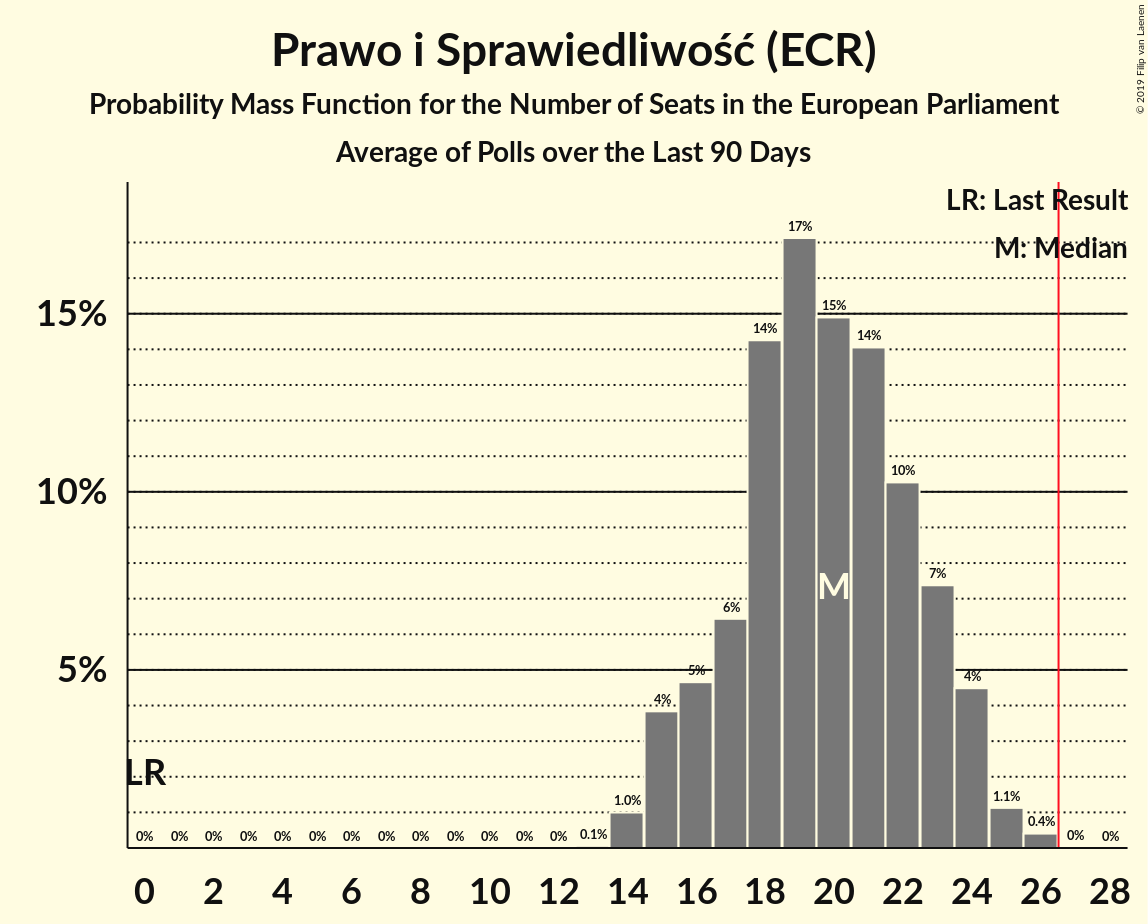 Prawo i Sprawiedliwość (ECR)
Probability Mass Function for the Number of Seats in the European Parliament
Average of Polls over the Last 90 Days
© 2019 Filip van Laenen
LR: Last Result
M: Median
17%
15%
14%
14%
15%
10%
10%
7%
M
6%
5%
5%
4%
4%
LR
1.0%
1.1%
0.4%
0% 0% 0% 0% 0% 0% 0% 0% 0% 0% 0% 0% 0% 0.1% 0% 0%
0 2 4 6 8 10 12 14 16 18 20 22 24 26 28